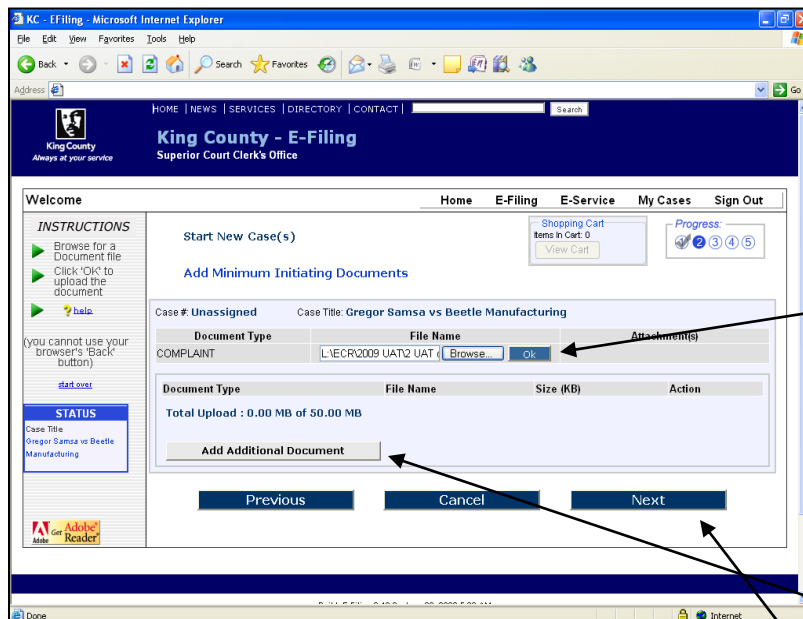 KC - EFiling - Microsoft Internet Explorer
File Edit View Favorites Tools Help
Back Search Favorites
Address Go
HOME | NEWS | SERVICES | DIRECTORY | CONTACT | Search
King County
Always at your service
King County - E-Filing
Superior Court Clerk's Office
Welcome Home E-Filing E-Service My Cases Sign Out
INSTRUCTIONS
Browse for a
Document file
Click 'OK' to
upload the
document
? help
(you cannot use your
browser's 'Back'
button)
start over
STATUS
Case Title
Gregor Samsa vs Beetle
Manufacturing
Get Adobe
Adobe Reader
Start New Case(s)
Shopping Cart
Items In Cart: 0
View Cart
Progress:
2 3 4 5
Add Minimum Initiating Documents
Case #: Unassigned Case Title: Gregor Samsa vs Beetle Manufacturing
Document Type File Name Attachment(s)
COMPLAINT L:\ECR\2009 UAT\2 UAT Browse... Ok
Document Type File Name Size (KB) Action
Total Upload : 0.00 MB of 50.00 MB
Add Additional Document
Previous Cancel Next
Done Internet